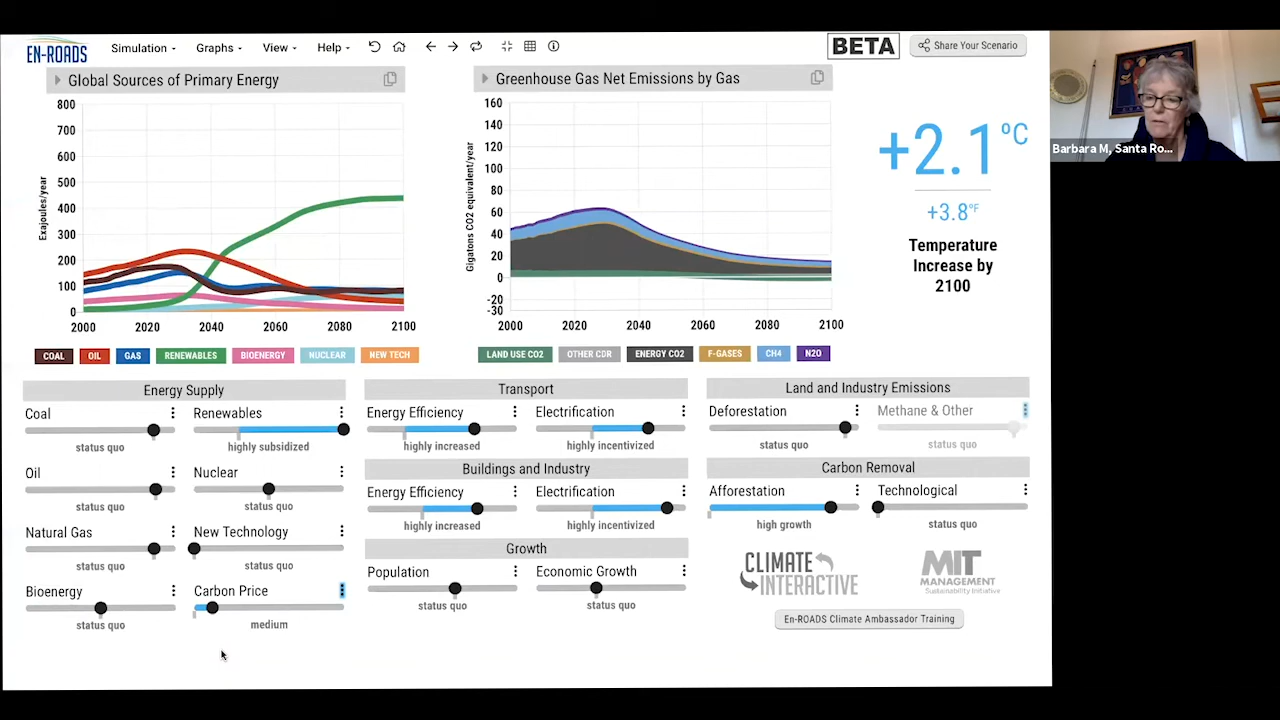 EN-ROADS
Simulation
Graphs
View
Help
BETA
Share Your Scenario
Global Sources of Primary Energy
Greenhouse Gas Net Emissions by Gas
800
700
600
500
400
300
200
100
0
Exajoules/year
2000 2020 2040 2060 2080 2100
COAL OIL GAS RENEWABLES BIOENERGY NUCLEAR NEW TECH
160
140
120
100
80
60
40
20
0
-20
-30
Gigatons CO2 equivalent/year
2000 2020 2040 2060 2080 2100
LAND USE CO2 OTHER CDR ENERGY CO2 F-GASES CH4 N2O
+2.1°C
+3.8°F
Temperature
Increase by
2100
Barbara M, Santa Ro...
Energy Supply
Coal
status quo
Renewables
highly subsidized
Oil
status quo
Nuclear
status quo
Natural Gas
status quo
New Technology
status quo
Bioenergy
status quo
Carbon Price
medium
Transport
Energy Efficiency
highly increased
Electrification
highly incentivized
Buildings and Industry
Energy Efficiency
highly increased
Electrification
highly incentivized
Growth
Population
status quo
Economic Growth
status quo
Land and Industry Emissions
Deforestation
status quo
Methane & Other
status quo
Carbon Removal
Afforestation
high growth
Technological
status quo
CLIMATE
INTERACTIVE
MIT
MANAGEMENT
Sustainability Initiative
En-ROADS Climate Ambassador Training